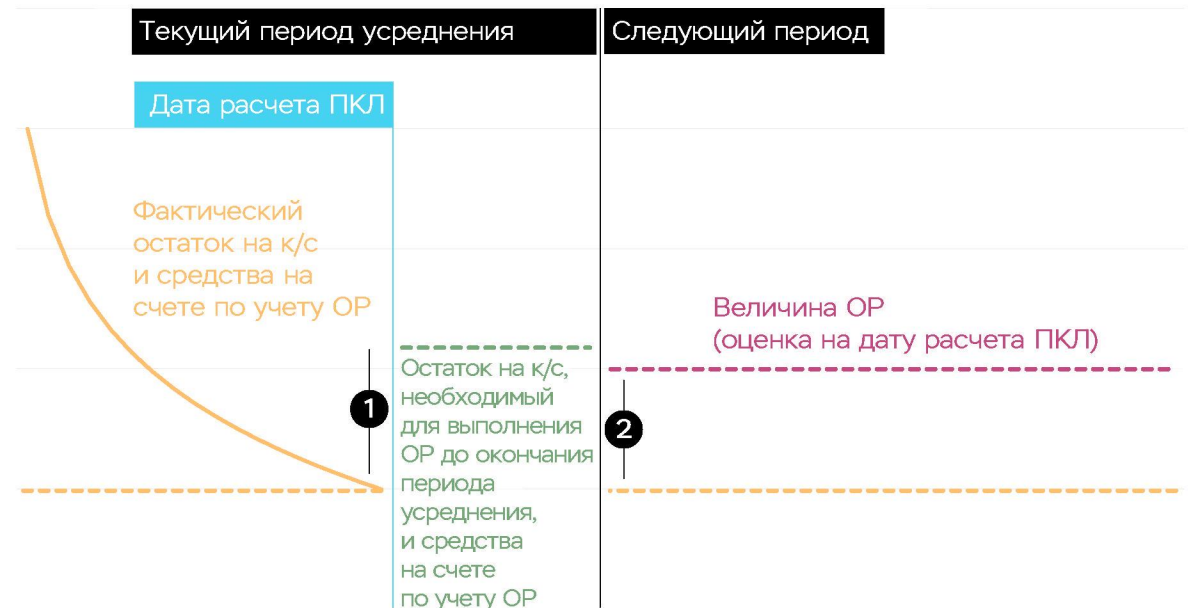 Текущий период усреднения
Следующий период
Дата расчета ПКЛ
Фактический
остаток на к/с
и средства на
счете по учету ОР
Величина ОР
(оценка на дату расчета ПКЛ)
1
Остаток на к/с,
необходимый
для выполнения
ОР до окончания
периода
усреднения,
и средства
на счете
по учету ОР
2